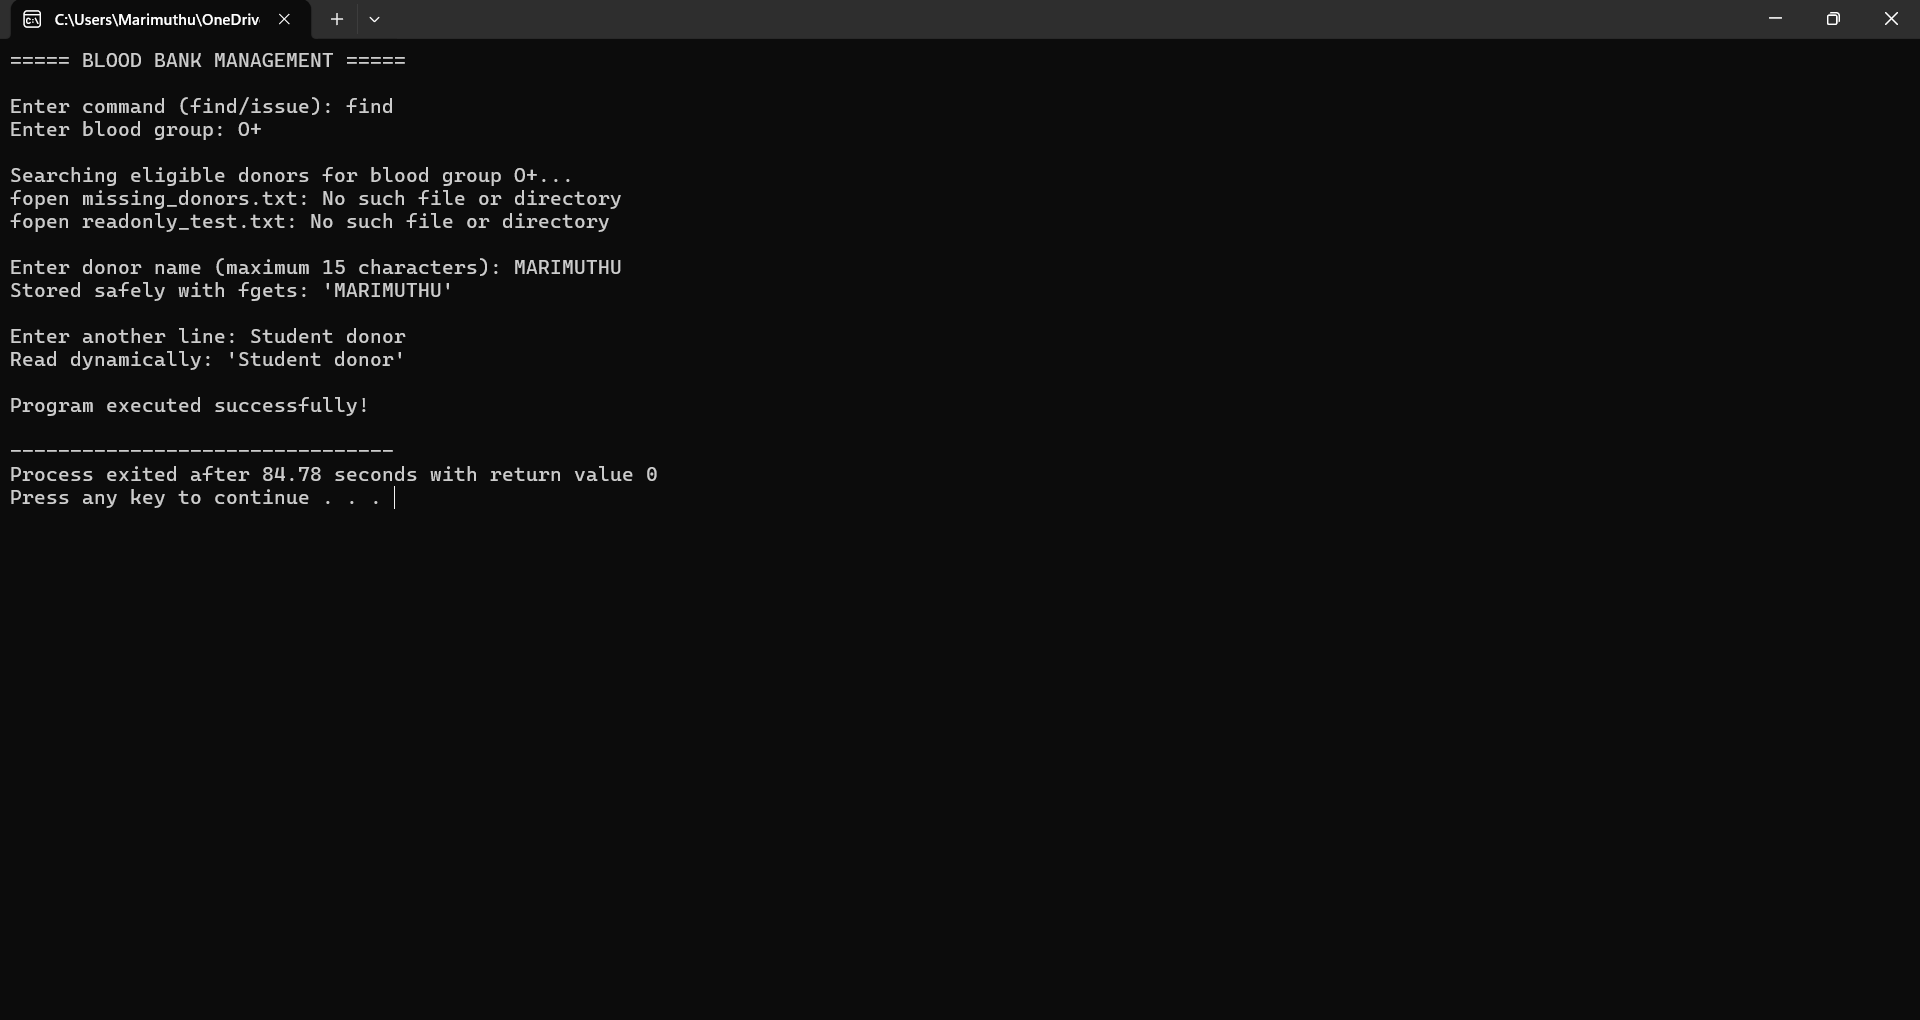 C:\Users\Marimuthu\OneDriv
===== BLOOD BANK MANAGEMENT =====
Enter command (find/issue): find
Enter blood group: O+
Searching eligible donors for blood group O+...
fopen missing_donors.txt: No such file or directory
fopen readonly_test.txt: No such file or directory
Enter donor name (maximum 15 characters): MARIMUTHU
Stored safely with fgets: 'MARIMUTHU'
Enter another line: Student donor
Read dynamically: 'Student donor'
Program executed successfully!
--------------------------------
Process exited after 84.78 seconds with return value 0
Press any key to continue . . .